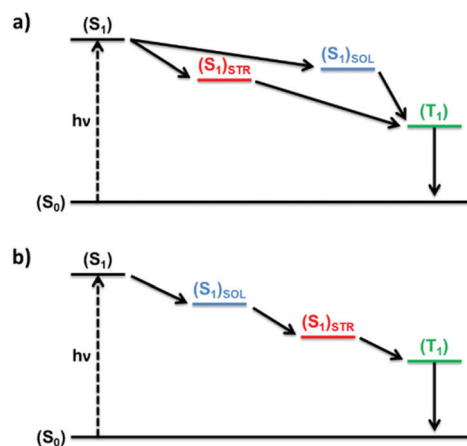 a)
(S₁)
(S₁)SOL
(S₁)STR
(T₁)
hν
(S₀)
b)
(S₁)
(S₁)SOL
(S₁)STR
(T₁)
hν
(S₀)